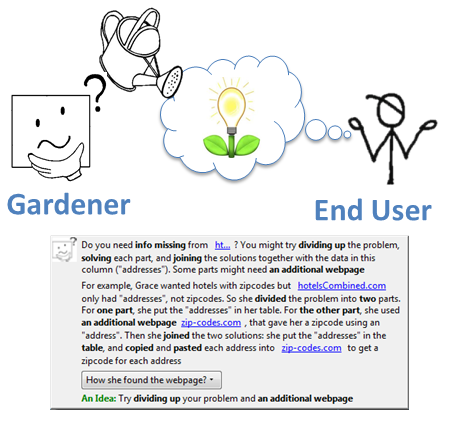 ?
Gardener
End User
Do you need info missing from ht... ? You might try dividing up the problem,
solving each part, and joining the solutions together with the data in this
column ("addresses"). Some parts might need an additional webpage
For example, Grace wanted hotels with zipcodes but hotelsCombined.com
only had "addresses", not zipcodes. So she divided the problem into two parts.
For one part, she put the "addresses" in her table. For the other part, she used
an additional webpage zip-codes.com, that gave her a zipcode using an
"address". Then she joined the two solutions: she put the "addresses" in the
table, and copied and pasted each address into zip-codes.com to get a
zipcode for each address
How she found the webpage?
An Idea: Try dividing up your problem and an additional webpage